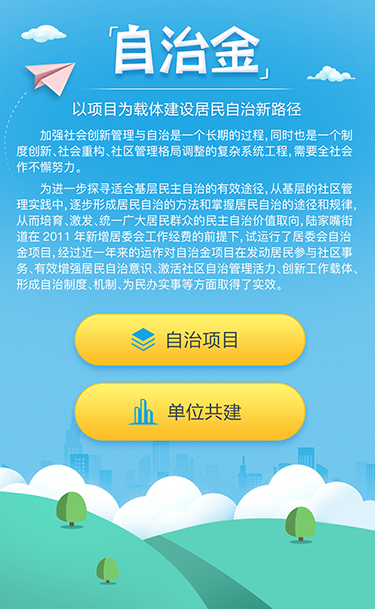 「自治金」
以项目为载体建设居民自治新路径
加强社会创新管理与自治是一个长期的过程,同时也是一个制
度创新、社会重构、社区管理格局调整的复杂系统工程,需要全社会
作不懈努力。
为进一步探寻适合基层民主自治的有效途径,从基层的社区管
理实践中,逐步形成居民自治的方法和掌握居民自治的途径和规律,
从而培育、激发、统一广大居民群众的民主自治价值取向,陆家嘴街
道在 2011 年新增居委会工作经费的前提下,试运行了居委会自治
金项目,经过近一年来的运作对自治金项目在发动居民参与社区事
务、有效增强居民自治意识、激活社区自治管理活力、创新工作载体、
形成自治制度、机制、为民办实事等方面取得了实效。
自治项目
单位共建